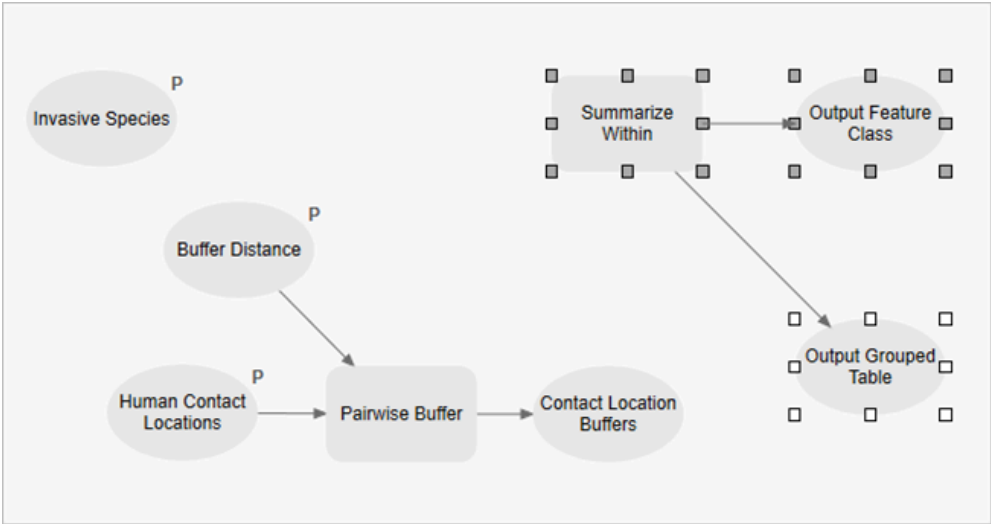 Invasive Species
P
Summarize
Within
Output Feature
Class
Buffer Distance
P
Human Contact
Locations
P
Pairwise Buffer
Contact Location
Buffers
Output Grouped
Table